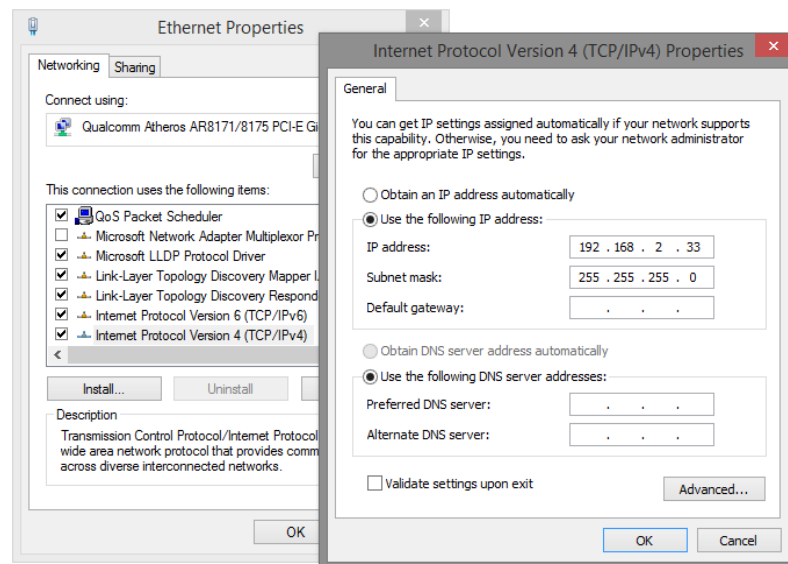 Ethernet Properties
Networking
Sharing
Connect using:
Qualcomm Atheros AR8171/8175 PCI-E Gi
This connection uses the following items:
QoS Packet Scheduler
Microsoft Network Adapter Multiplexor Pr
Microsoft LLDP Protocol Driver
Link-Layer Topology Discovery Mapper I
Link-Layer Topology Discovery Respond
Internet Protocol Version 6 (TCP/IPv6)
Internet Protocol Version 4 (TCP/IPv4)
Install...
Uninstall
Description
Transmission Control Protocol/Internet Protocol
wide area network protocol that provides comm
across diverse interconnected networks.
OK
Internet Protocol Version 4 (TCP/IPv4) Properties
General
You can get IP settings assigned automatically if your network supports
this capability. Otherwise, you need to ask your network administrator
for the appropriate IP settings.
Obtain an IP address automatically
Use the following IP address:
IP address:
192 . 168 . 2 . 33
Subnet mask:
255 . 255 . 255 . 0
Default gateway:
. . .
Obtain DNS server address automatically
Use the following DNS server addresses:
Preferred DNS server:
. . .
Alternate DNS server:
. . .
Validate settings upon exit
Advanced...
OK
Cancel